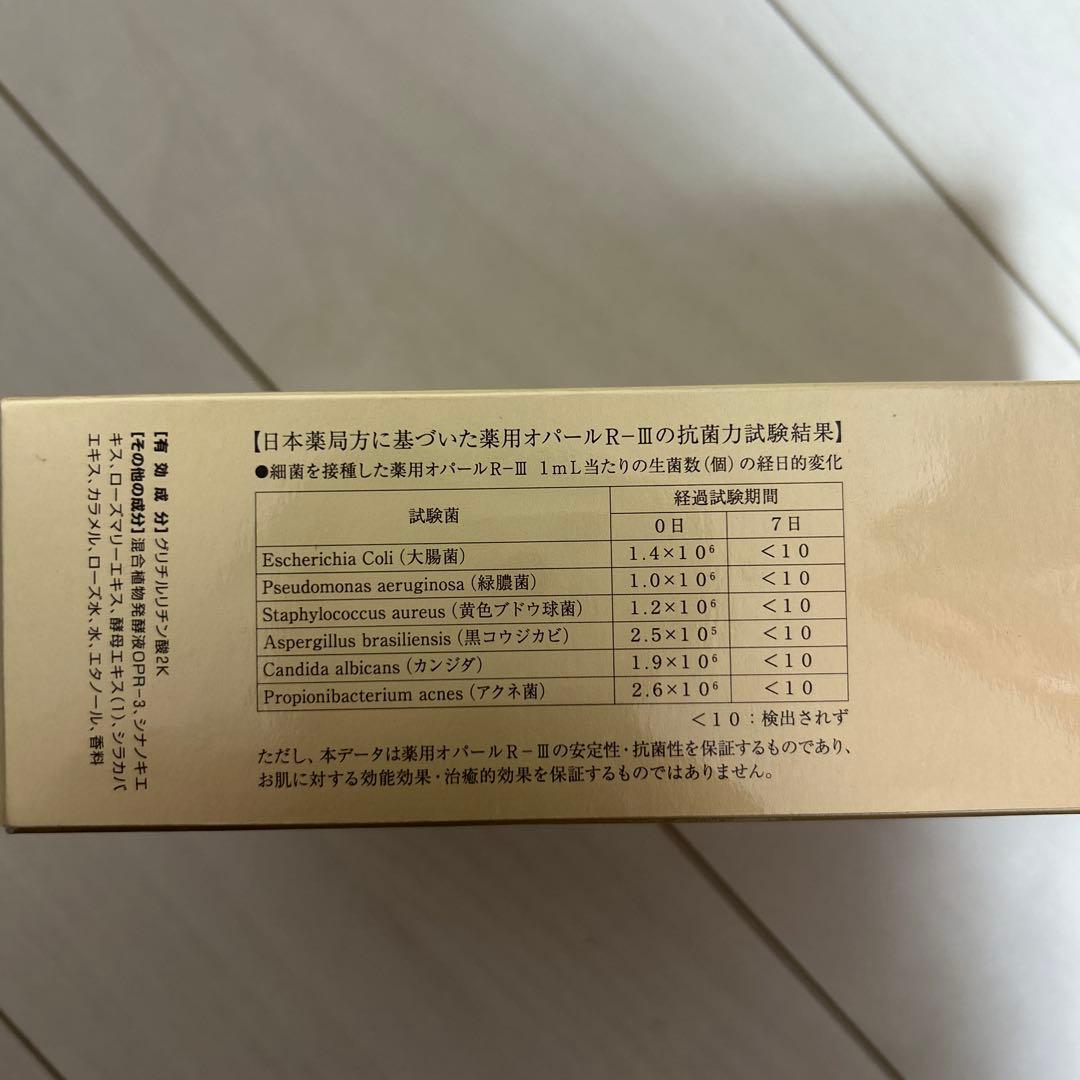 【日本薬局方に基づいた薬用オパールR-Ⅲの抗菌力試験結果】
●細菌を接種した薬用オパールR-Ⅲ 1mL当たりの生菌数(個)の経日的変化
試験菌 経過試験期間
0日 7日
Escherichia Coli(大腸菌) 1.4×10⁶ <10
Pseudomonas aeruginosa(緑膿菌) 1.0×10⁶ <10
Staphylococcus aureus(黄色ブドウ球菌) 1.2×10⁶ <10
Aspergillus brasiliensis(黒コウジカビ) 2.5×10⁵ <10
Candida albicans(カンジダ) 1.9×10⁶ <10
Propionibacterium acnes(アクネ菌) 2.6×10⁶ <10
<10:検出されず
ただし、本データは薬用オパールR-Ⅲの安定性・抗菌性を保証するものであり、
お肌に対する効能効果・治癒的効果を保証するものではありません。
[有効成分]グリチルリチン酸2K
[その他の成分]混合植物発酵液OPR-3、シナノキエ
キス、ローズマリーエキス、酵母エキス(1)、シラカバ
エキス、カラメル、ローズ水、水、エタノール、香料